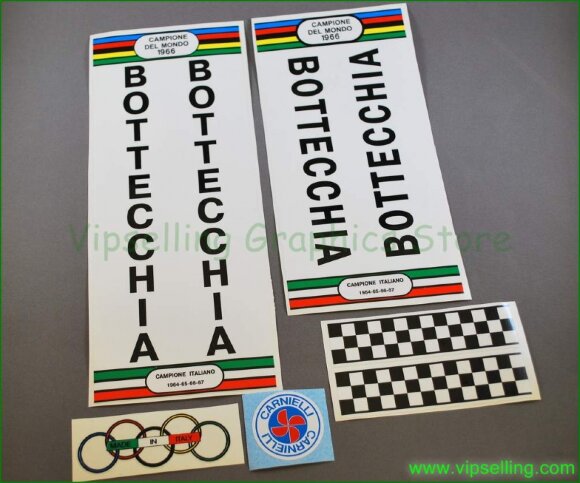 CAMPIONE
DEL MONDO
1966
BOTTECCHIA
BOTTECCHIA
CAMPIONE ITALIANO
1964-65-66-67
CAMPIONE
DEL MONDO
1966
BOTTECCHIA
BOTTECCHIA
CAMPIONE ITALIANO
1964-65-66-67
Vipselling Graphics Store
MADE IN ITALY
CARNIELLI
CARNIELLI
www.vipselling.com